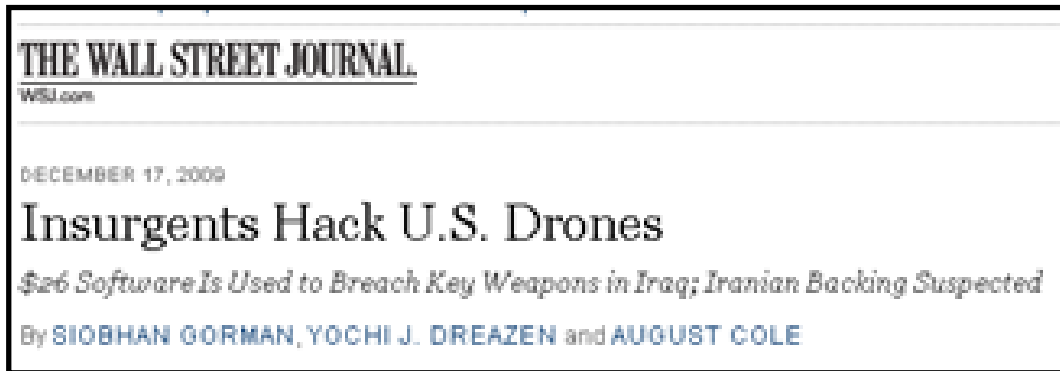 THE WALL STREET JOURNAL.
WSJ.com
DECEMBER 17, 2009
Insurgents Hack U.S. Drones
$26 Software Is Used to Breach Key Weapons in Iraq; Iranian Backing Suspected
By SIOBHAN GORMAN, YOCHI J. DREAZEN and AUGUST COLE